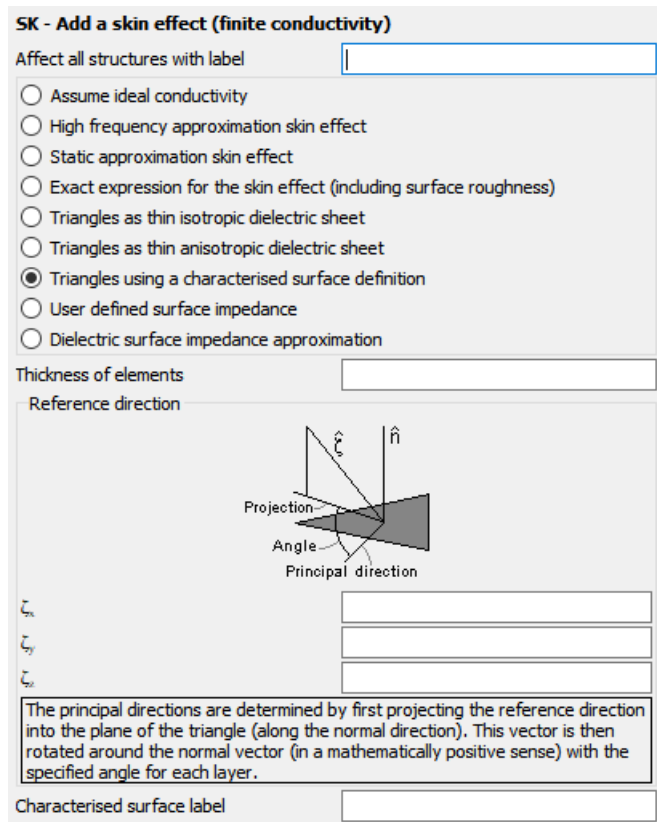 SK - Add a skin effect (finite conductivity)
Affect all structures with label
Assume ideal conductivity
High frequency approximation skin effect
Static approximation skin effect
Exact expression for the skin effect (including surface roughness)
Triangles as thin isotropic dielectric sheet
Triangles as thin anisotropic dielectric sheet
Triangles using a characterised surface definition
User defined surface impedance
Dielectric surface impedance approximation
Thickness of elements
Reference direction
ζ̂ n̂
Projection
Angle
Principal direction
ζx
ζy
ζz
The principal directions are determined by first projecting the reference direction
into the plane of the triangle (along the normal direction). This vector is then
rotated around the normal vector (in a mathematically positive sense) with the
specified angle for each layer.
Characterised surface label